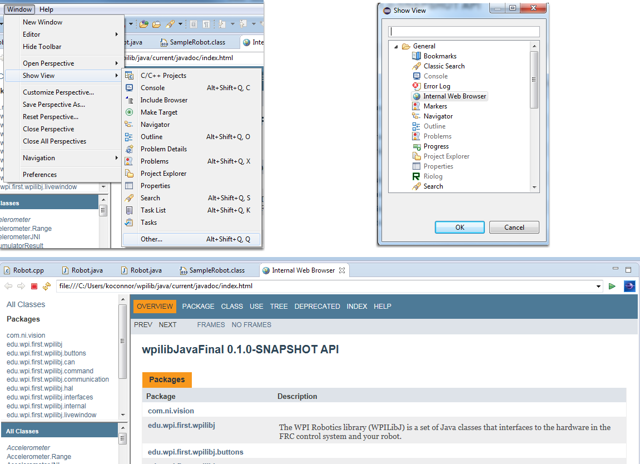 Window Help
New Window
Editor
Hide Toolbar
Open Perspective
Show View
Customize Perspective...
Save Perspective As...
Reset Perspective...
Close Perspective
Close All Perspectives
Navigation
Preferences
ot.java
SampleRobot.class
Int
pilib/java/current/javadoc/index.html
C/C++ Projects
Console Alt+Shift+Q, C
Include Browser
Make Target
Navigator
Outline Alt+Shift+Q, O
Problem Details
Problems Alt+Shift+Q, X
Project Explorer
Properties
Search Alt+Shift+Q, S
Task List Alt+Shift+Q, K
Tasks
Other... Alt+Shift+Q, Q
wpi.first.wpilibj.livewindow
Classes
celerometer
celerometer.Range
celerometerJNI
cumulatorResult
Show View
General
Bookmarks
Classic Search
Console
Error Log
Internal Web Browser
Markers
Navigator
Outline
Problems
Progress
Project Explorer
Properties
Riolog
Search
OK Cancel
Robot.cpp Robot.java Robot.java SampleRobot.class Internal Web Browser
file:///C:/Users/koconnor/wpilib/java/current/javadoc/index.html
All Classes
Packages
com.ni.vision
edu.wpi.first.wpilibj
edu.wpi.first.wpilibj.buttons
edu.wpi.first.wpilibj.can
edu.wpi.first.wpilibj.command
edu.wpi.first.wpilibj.communication
edu.wpi.first.wpilibj.hal
edu.wpi.first.wpilibj.interfaces
edu.wpi.first.wpilibj.internal
edu.wpi.first.wpilibj.livewindow
All Classes
Accelerometer
Accelerometer.Range
AccelerometerJNI
OVERVIEW PACKAGE CLASS USE TREE DEPRECATED INDEX HELP
PREV NEXT FRAMES NO FRAMES
wpilibJavaFinal 0.1.0-SNAPSHOT API
Packages
Package Description
com.ni.vision
edu.wpi.first.wpilibj The WPI Robotics library (WPILibJ) is a set of Java classes that interfaces to the hardware in the
FRC control system and your robot.
edu.wpi.first.wpilibj.buttons